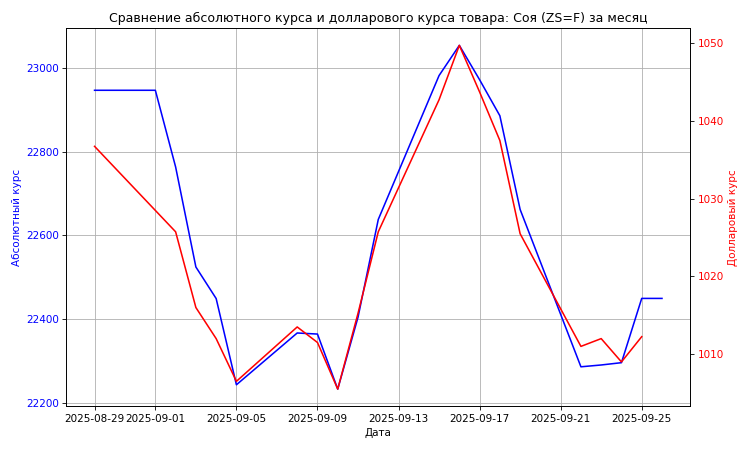 Сравнение абсолютного курса и долларового курса товара: Соя (ZS=F) за месяц
23000
22800
22600
22400
22200
Абсолютный курс
1050
1040
1030
1020
1010
Долларовый курс
2025-08-29 2025-09-01 2025-09-05 2025-09-09 2025-09-13 2025-09-17 2025-09-21 2025-09-25
Дата